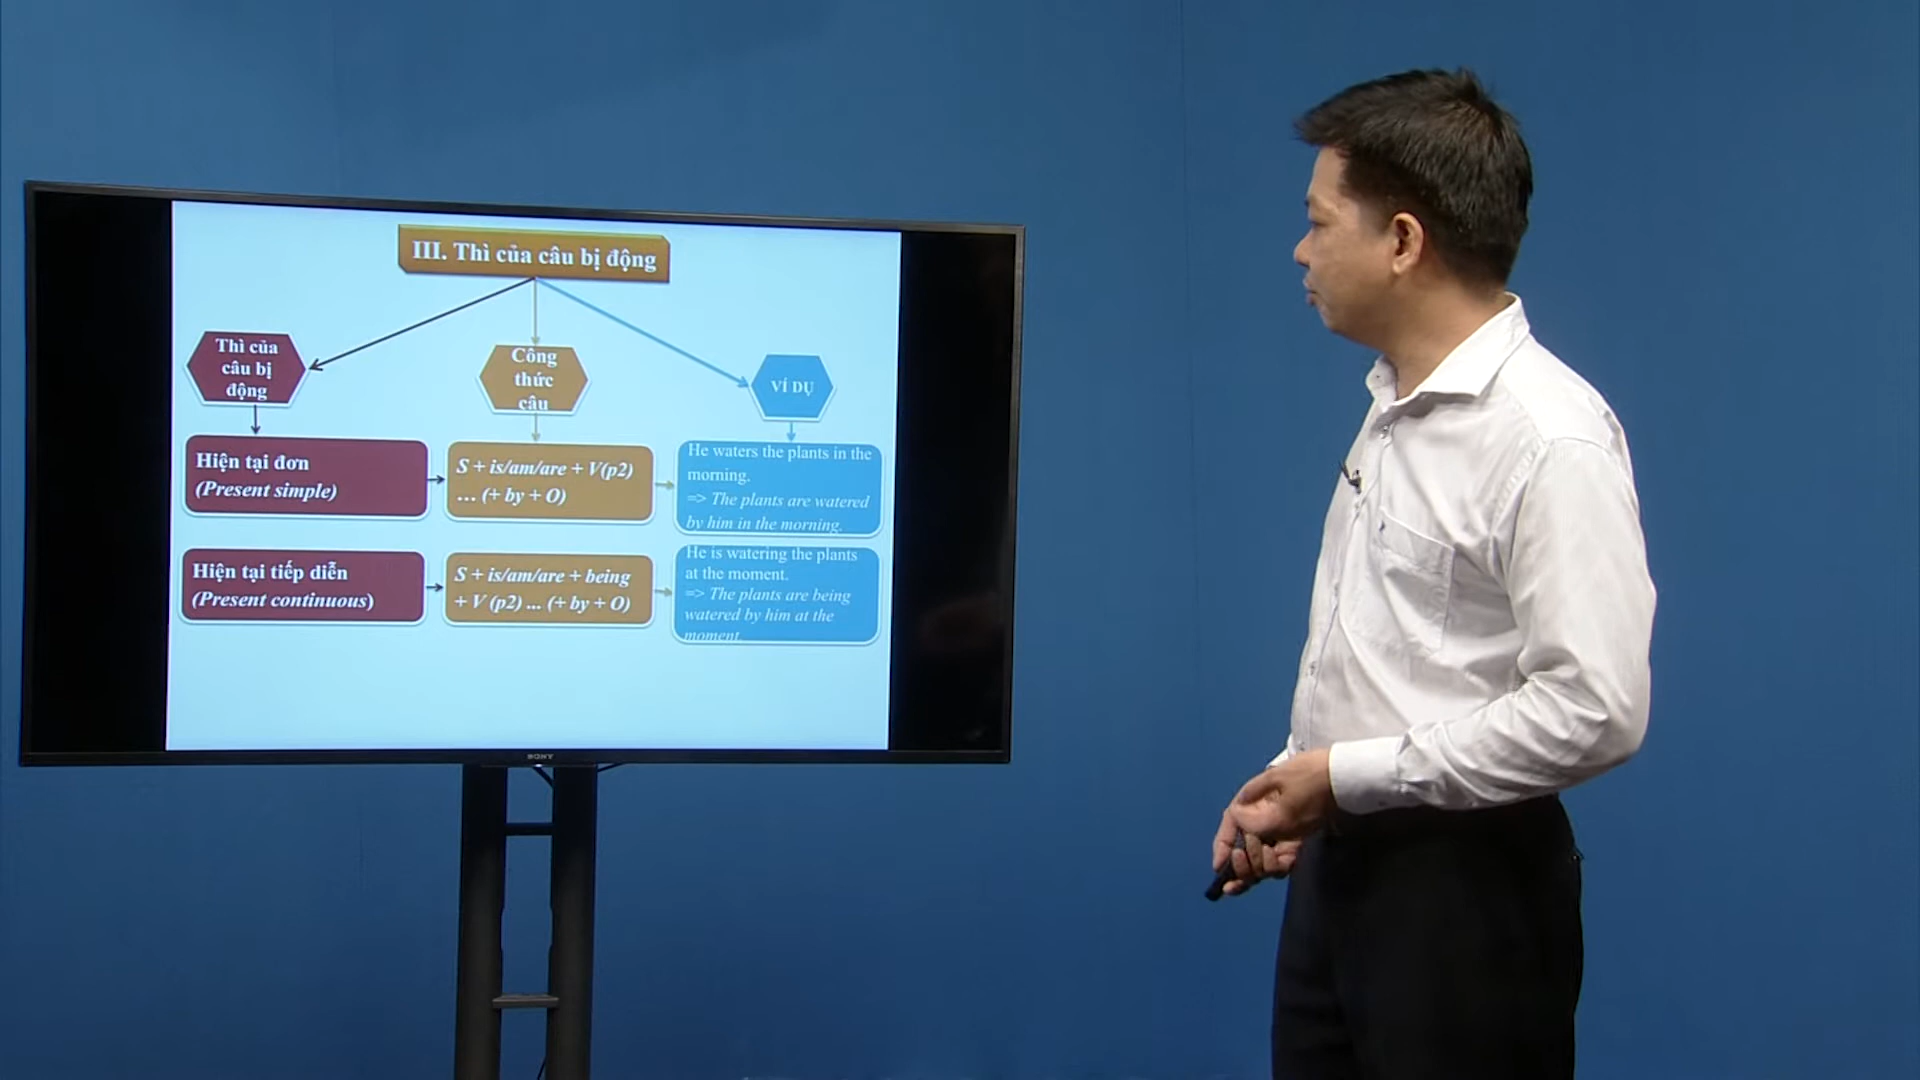 III. Thì của câu bị động
Thì của
câu bị
động
Công
thức
câu
VÍ DỤ
Hiện tại đơn
(Present simple)
S + is/am/are + V(p2)
... (+ by + O)
He waters the plants in the
morning.
=> The plants are watered
by him in the morning.
Hiện tại tiếp diễn
(Present continuous)
S + is/am/are + being
+ V (p2) ... (+ by + O)
He is watering the plants
at the moment.
=> The plants are being
watered by him at the
moment
SONY